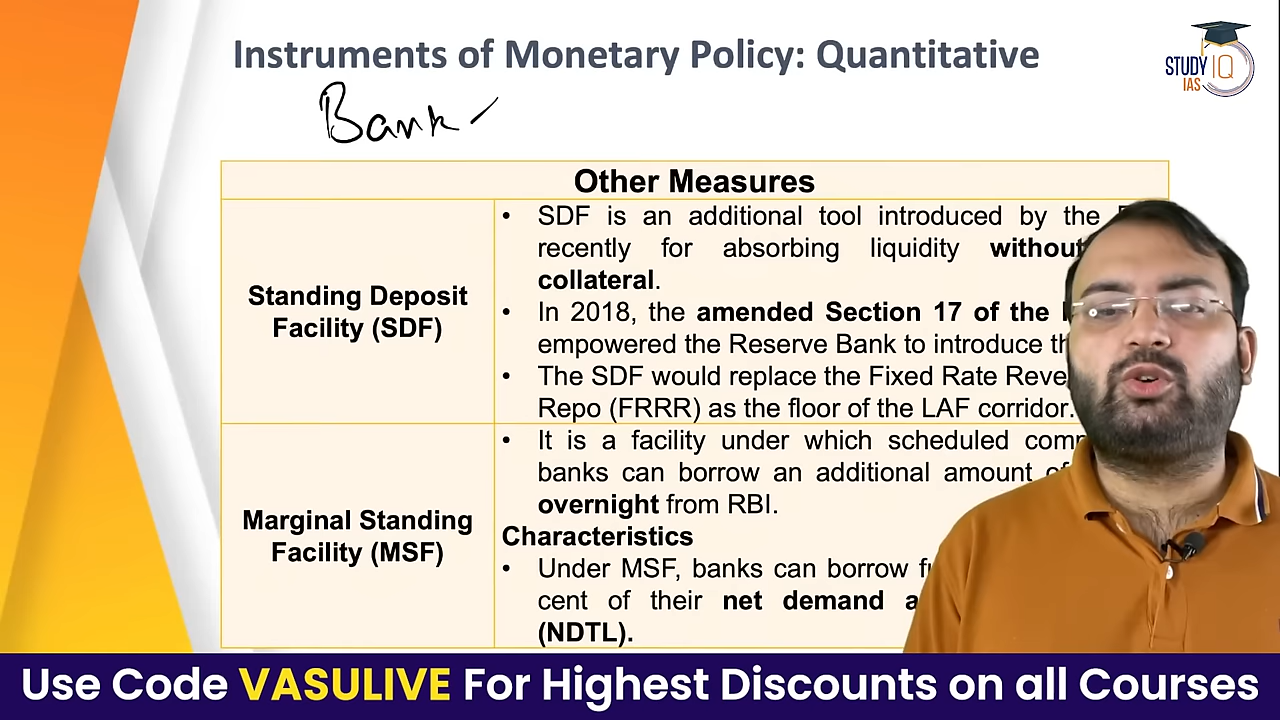 Instruments of Monetary Policy: Quantitative
STUDY IQ
IAS
Bank
Other Measures
Standing Deposit
Facility (SDF)
• SDF is an additional tool introduced by the
recently for absorbing liquidity without
collateral.
• In 2018, the amended Section 17 of the
empowered the Reserve Bank to introduce
• The SDF would replace the Fixed Rate
Repo (FRRR) as the floor of the LAF corridor.
Marginal Standing
Facility (MSF)
• It is a facility under which scheduled
banks can borrow an additional amount
overnight from RBI.
Characteristics
• Under MSF, banks can borrow
cent of their net demand
(NDTL).
Use Code VASULIVE For Highest Discounts on all Courses